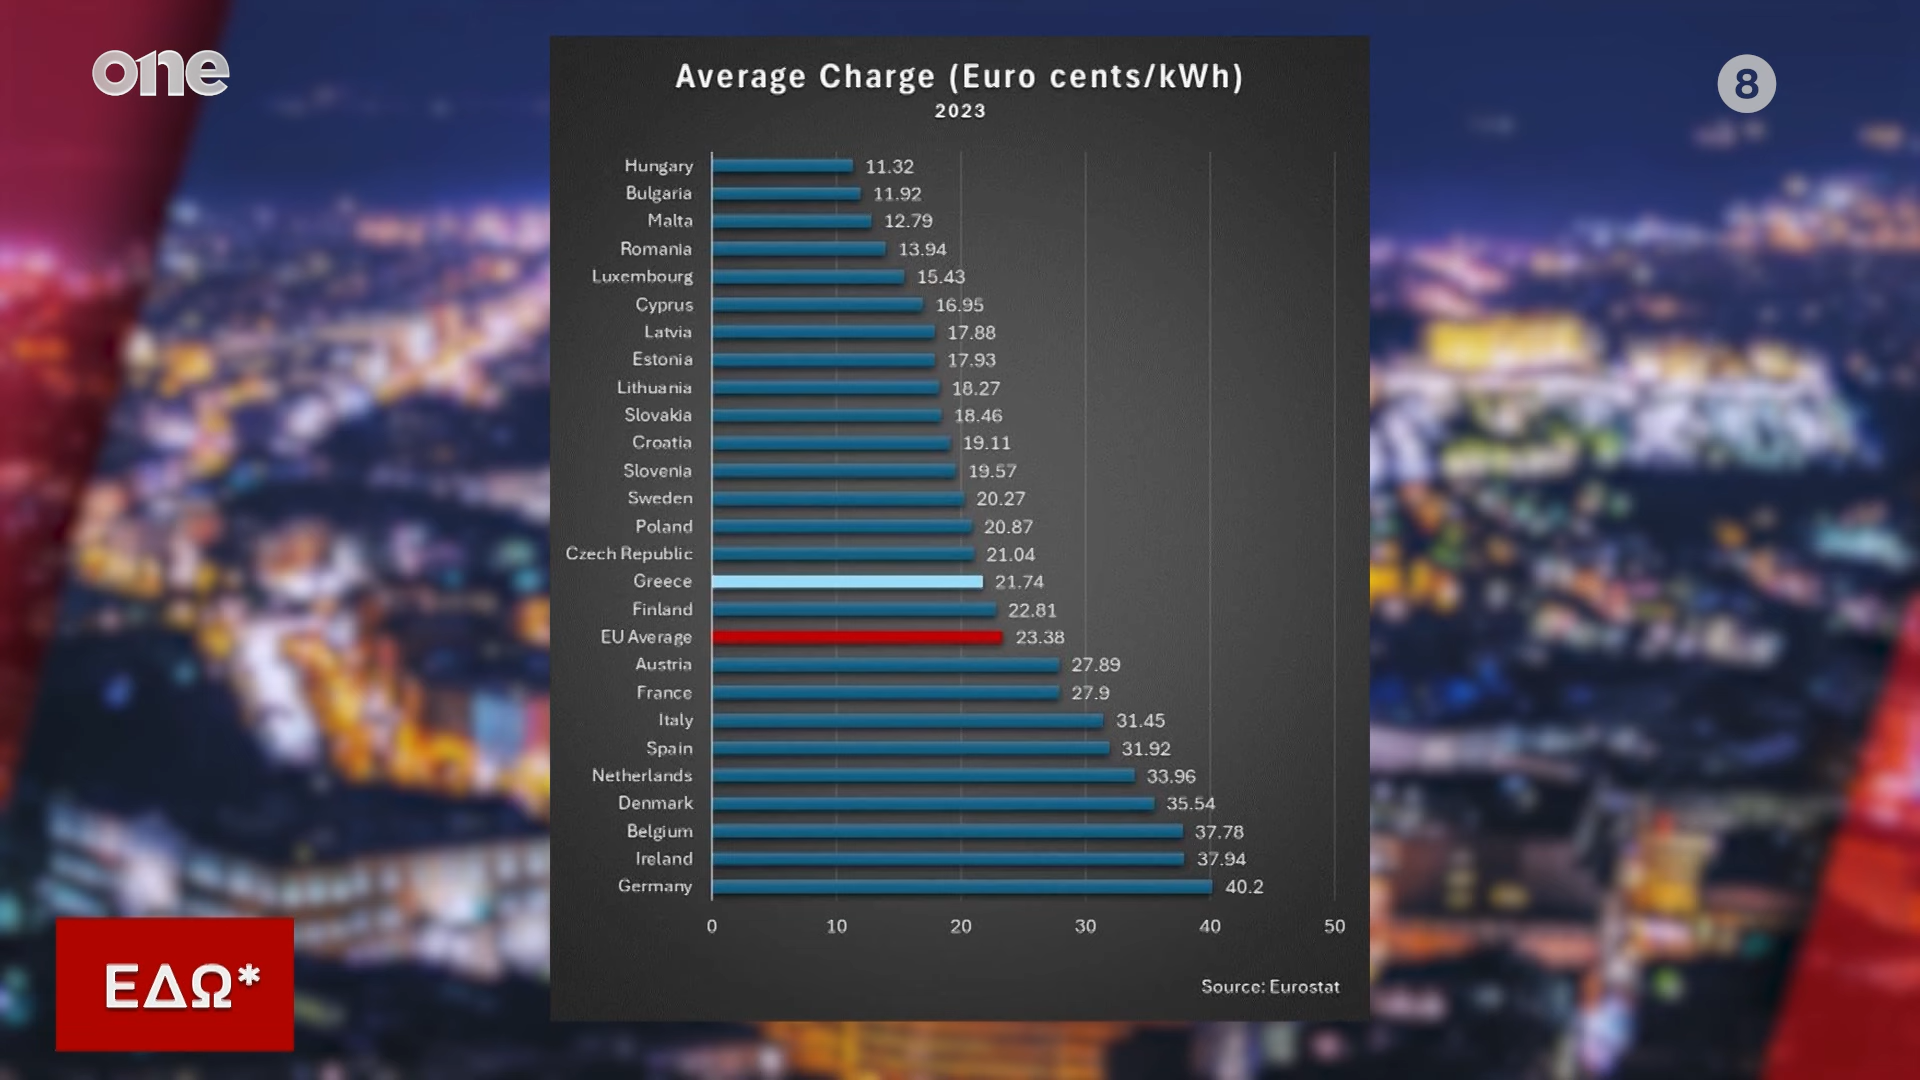 one
8
Average Charge (Euro cents/kWh)
2023
Hungary 11.32
Bulgaria 11.92
Malta 12.79
Romania 13.94
Luxembourg 15.43
Cyprus 16.95
Latvia 17.88
Estonia 17.93
Lithuania 18.27
Slovakia 18.46
Croatia 19.11
Slovenia 19.57
Sweden 20.27
Poland 20.87
Czech Republic 21.04
Greece 21.74
Finland 22.81
EU Average 23.38
Austria 27.89
France 27.9
Italy 31.45
Spain 31.92
Netherlands 33.96
Denmark 35.54
Belgium 37.78
Ireland 37.94
Germany 40.2
0 10 20 30 40 50
Source: Eurostat
ΕΔΩ*